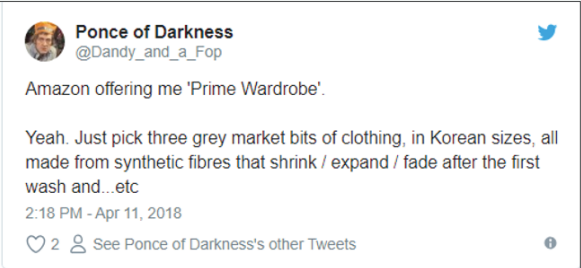 Ponce of Darkness
@Dandy_and_a_Fop
Amazon offering me 'Prime Wardrobe'.
Yeah. Just pick three grey market bits of clothing, in Korean sizes, all
made from synthetic fibres that shrink / expand / fade after the first
wash and...etc
2:18 PM - Apr 11, 2018
2 See Ponce of Darkness's other Tweets